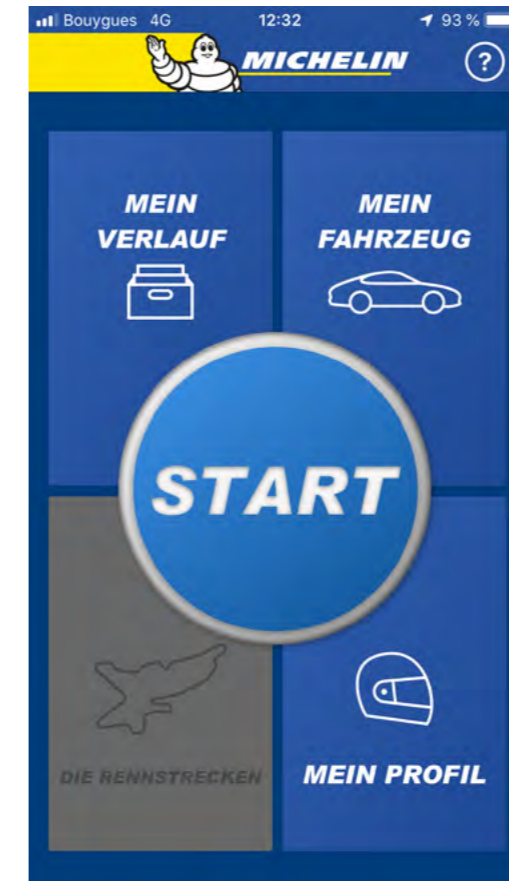 Bouygues 4G 12:32 93 %
MICHELIN ?
MEIN
VERLAUF
MEIN
FAHRZEUG
START
DIE RENNSTRECKEN
MEIN PROFIL